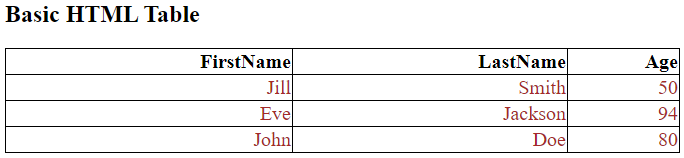 Basic HTML Table
FirstName LastName Age
Jill Smith 50
Eve Jackson 94
John Doe 80